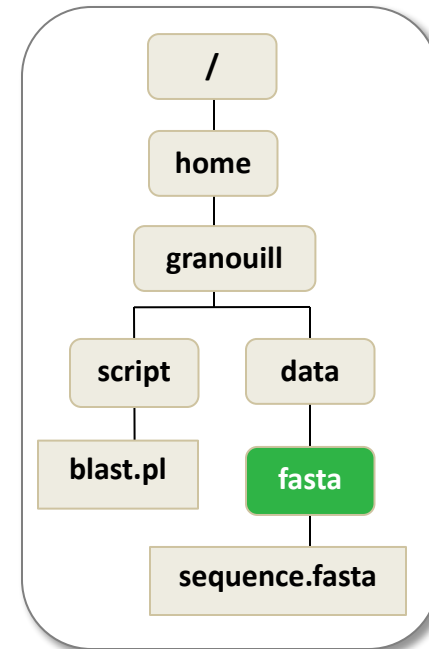 /
home
granouill
script
data
blast.pl
fasta
sequence.fasta